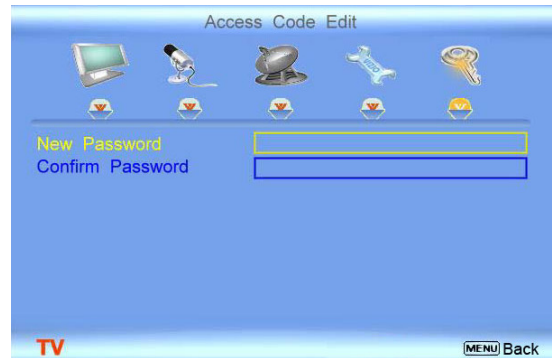 Access Code Edit
New Password
Confirm Password
TV
MENU Back